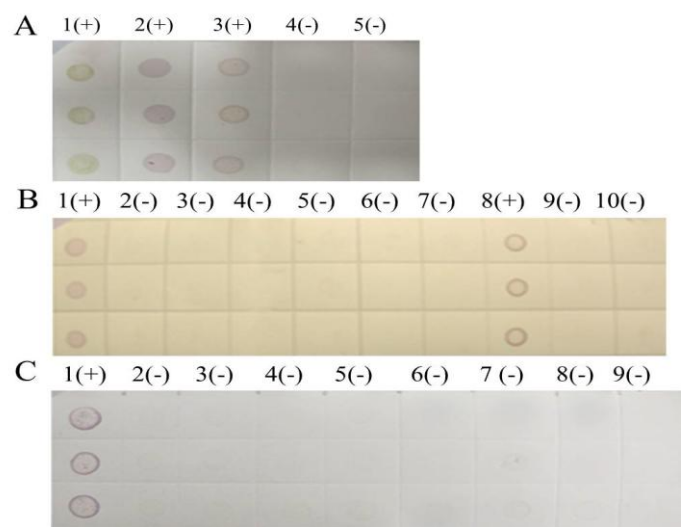 A
1(+) 2(+) 3(+) 4(-) 5(-)
B
1(+) 2(-) 3(-) 4(-) 5(-) 6(-) 7(-) 8(+) 9(-) 10(-)
C
1(+) 2(-) 3(-) 4(-) 5(-) 6(-) 7 (-) 8(-) 9(-)